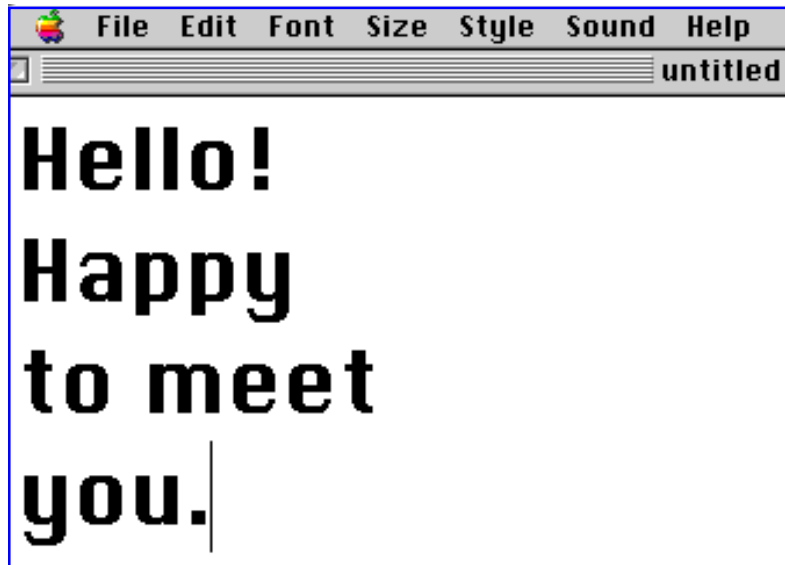 File Edit Font Size Style Sound Help
untitled
Hello!
Happy
to meet
you.